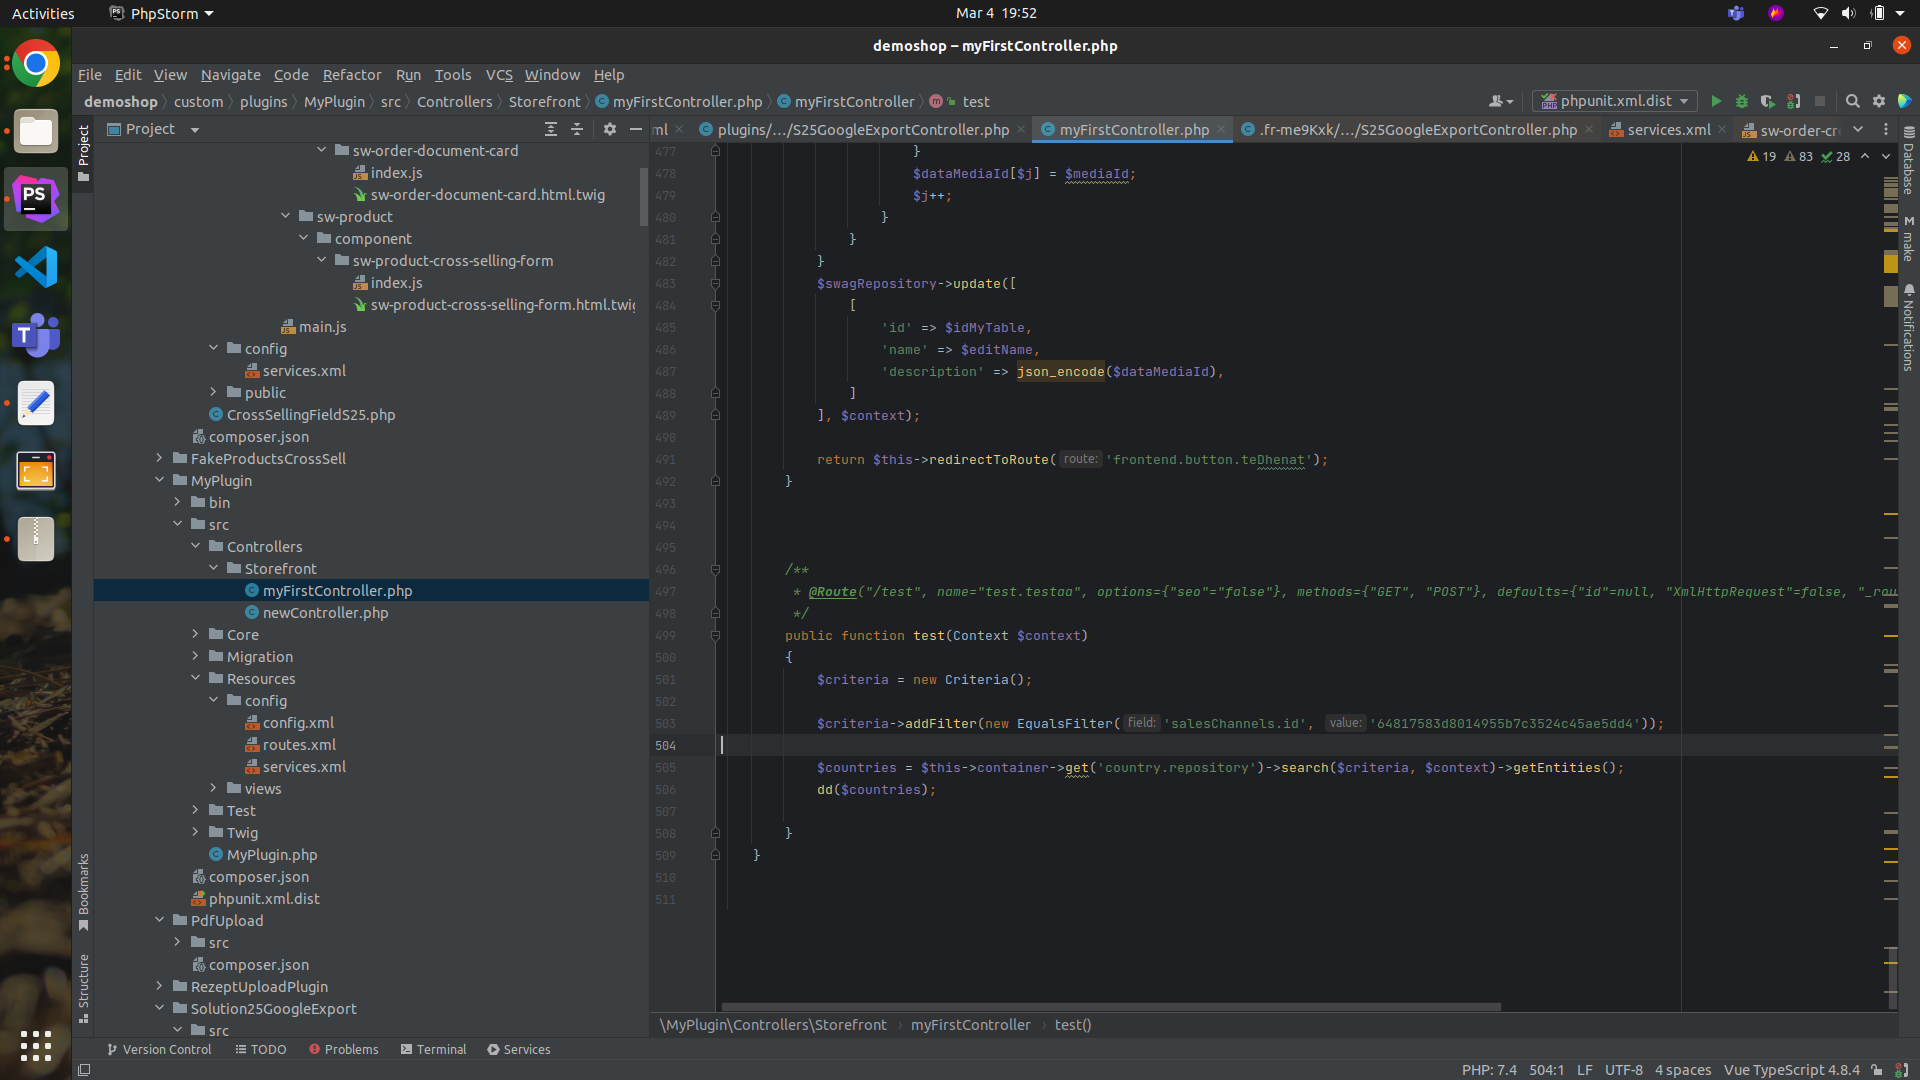 Activities
PhpStorm
Mar 4 19:52
demoshop – myFirstController.php
File Edit View Navigate Code Refactor Run Tools VCS Window Help
demoshop custom plugins MyPlugin src Controllers Storefront myFirstController.php myFirstController test
phpunit.xml.dist
Project
ml plugins/.../S25GoogleExportController.php myFirstController.php .fr-me9Kxk/.../S25GoogleExportController.php services.xml sw-order-cr
Project
Bookmarks
Structure
sw-order-document-card
index.js
sw-order-document-card.html.twig
sw-product
component
sw-product-cross-selling-form
index.js
sw-product-cross-selling-form.html.twig
main.js
config
services.xml
public
CrossSellingFieldS25.php
composer.json
FakeProductsCrossSell
MyPlugin
bin
src
Controllers
Storefront
myFirstController.php
newController.php
Core
Migration
Resources
config
config.xml
routes.xml
services.xml
views
Test
Twig
MyPlugin.php
composer.json
phpunit.xml.dist
PdfUpload
src
composer.json
RezeptUploadPlugin
Solution25GoogleExport
src
19 83 28
477 }
478 $dataMediaId[$j] = $mediaId;
479 $j++;
480 }
481 }
482 }
483 $swagRepository->update([
484 [
485 'id' => $idMyTable,
486 'name' => $editName,
487 'description' => json_encode($dataMediaId),
488 ]
489 ], $context);
490
491 return $this->redirectToRoute( route: 'frontend.button.teDhenat');
492 }
493
494
495
496 /**
497 * @Route("/test", name="test.testaa", options={"seo"="false"}, methods={"GET", "POST"}, defaults={"id"=null, "XmlHttpRequest"=false, "_rou
498 */
499 public function test(Context $context)
500 {
501 $criteria = new Criteria();
502
503 $criteria->addFilter(new EqualsFilter( field: 'salesChannels.id', value: '64817583d8014955b7c3524c45ae5dd4'));
504
505 $countries = $this->container->get('country.repository')->search($criteria, $context)->getEntities();
506 dd($countries);
507
508 }
509 }
510
511
Database
M make
Notifications
\MyPlugin\Controllers\Storefront myFirstController test()
Version Control TODO Problems Terminal Services
PHP: 7.4 504:1 LF UTF-8 4 spaces Vue TypeScript 4.8.4